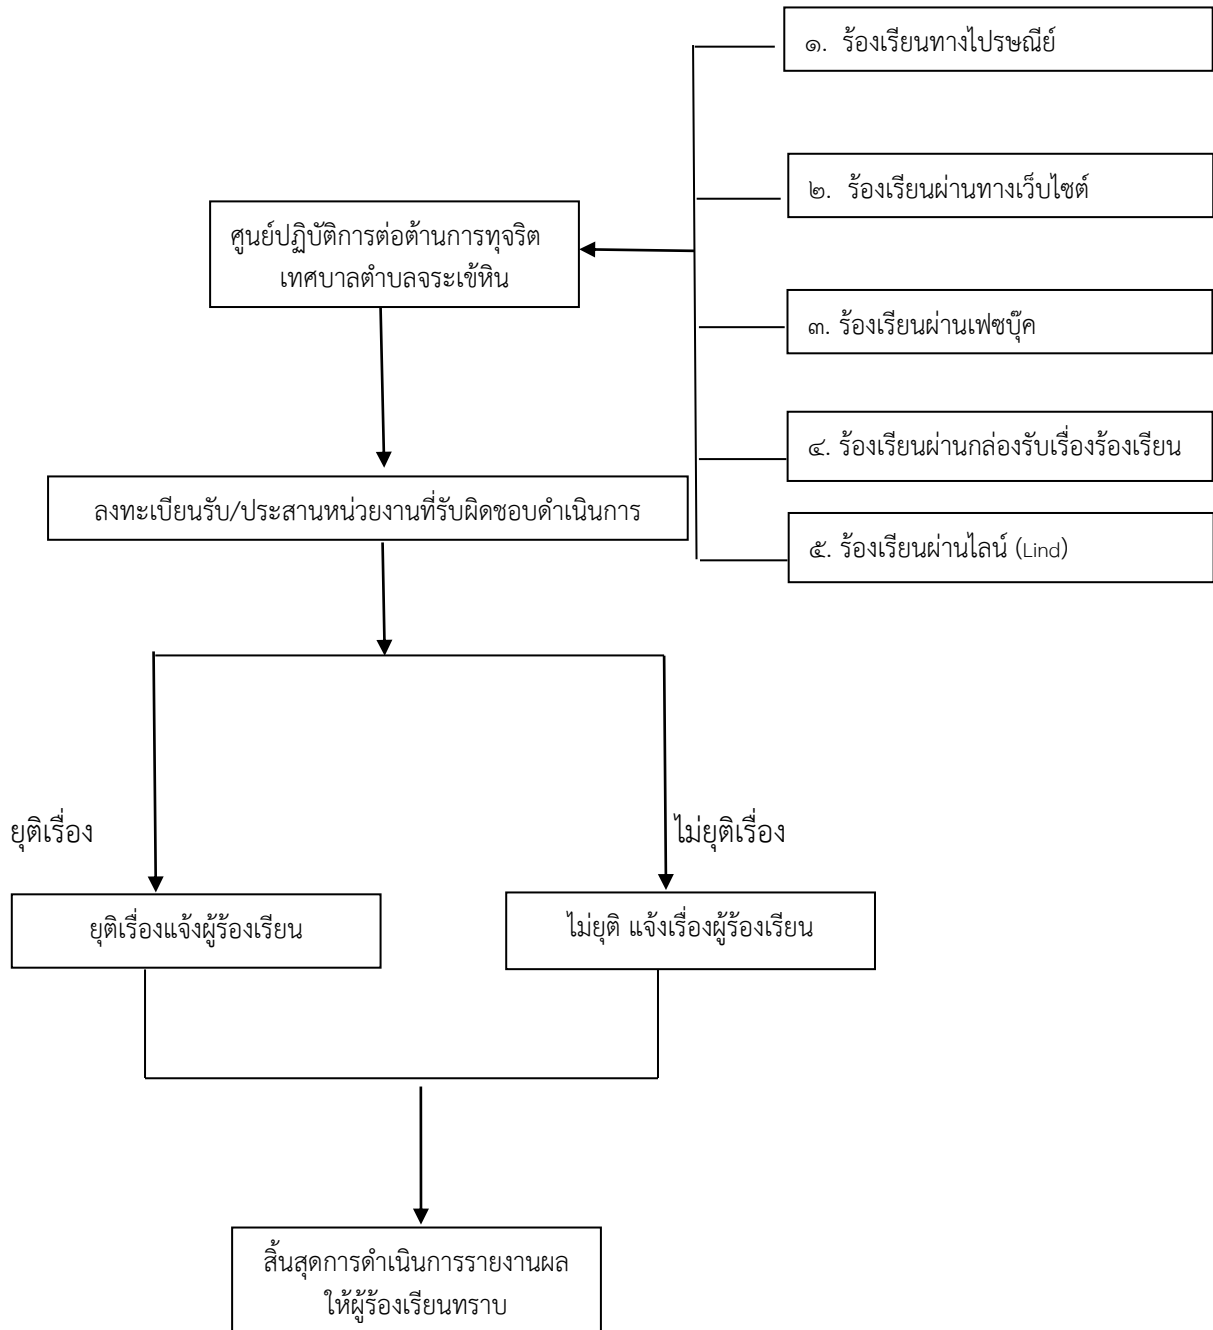 ๑. ร้องเรียนทางไปรษณีย์
๒. ร้องเรียนผ่านทางเว็บไซต์
ศูนย์ปฏิบัติการต่อต้านการทุจริต
เทศบาลตำบลจระเข้หิน
๓. ร้องเรียนผ่านเฟซบุ๊ค
๔. ร้องเรียนผ่านกล่องรับเรื่องร้องเรียน
ลงทะเบียนรับ/ประสานหน่วยงานที่รับผิดชอบดำเนินการ
๕. ร้องเรียนผ่านไลน์ (Lind)
ยุติเรื่อง
ไม่ยุติเรื่อง
ยุติเรื่องแจ้งผู้ร้องเรียน
ไม่ยุติ แจ้งเรื่องผู้ร้องเรียน
สิ้นสุดการดำเนินการรายงานผล
ให้ผู้ร้องเรียนทราบ